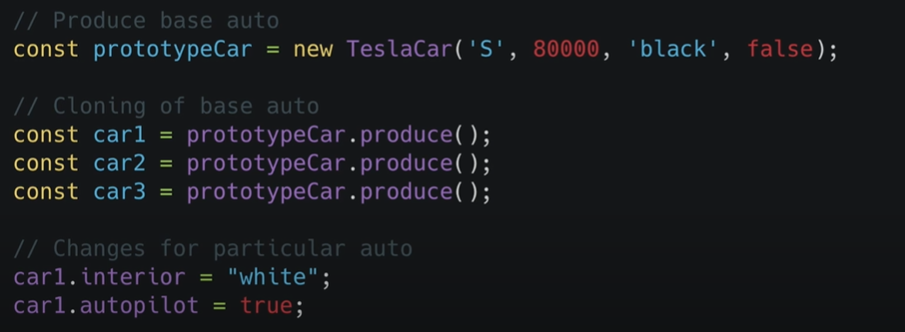 // Produce base auto
const prototypeCar = new TeslaCar('S', 80000, 'black', false);
// Cloning of base auto
const car1 = prototypeCar.produce();
const car2 = prototypeCar.produce();
const car3 = prototypeCar.produce();
// Changes for particular auto
car1.interior = "white";
car1.autopilot = true;